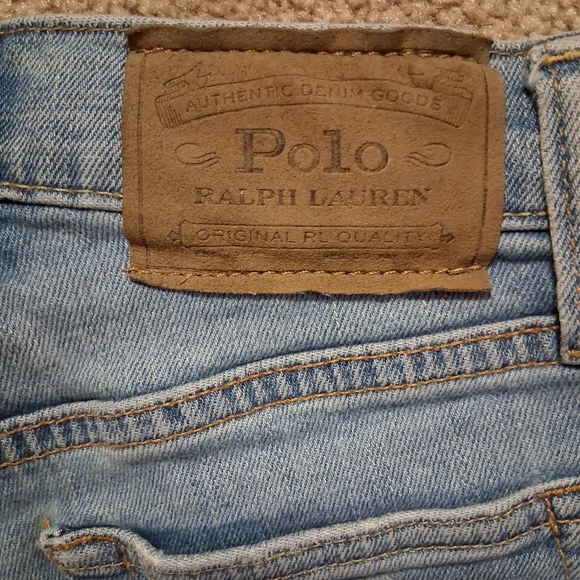 AUTHENTIC DENIM GOODS
Polo
RALPH LAUREN
ORIGINAL RL QUALITY